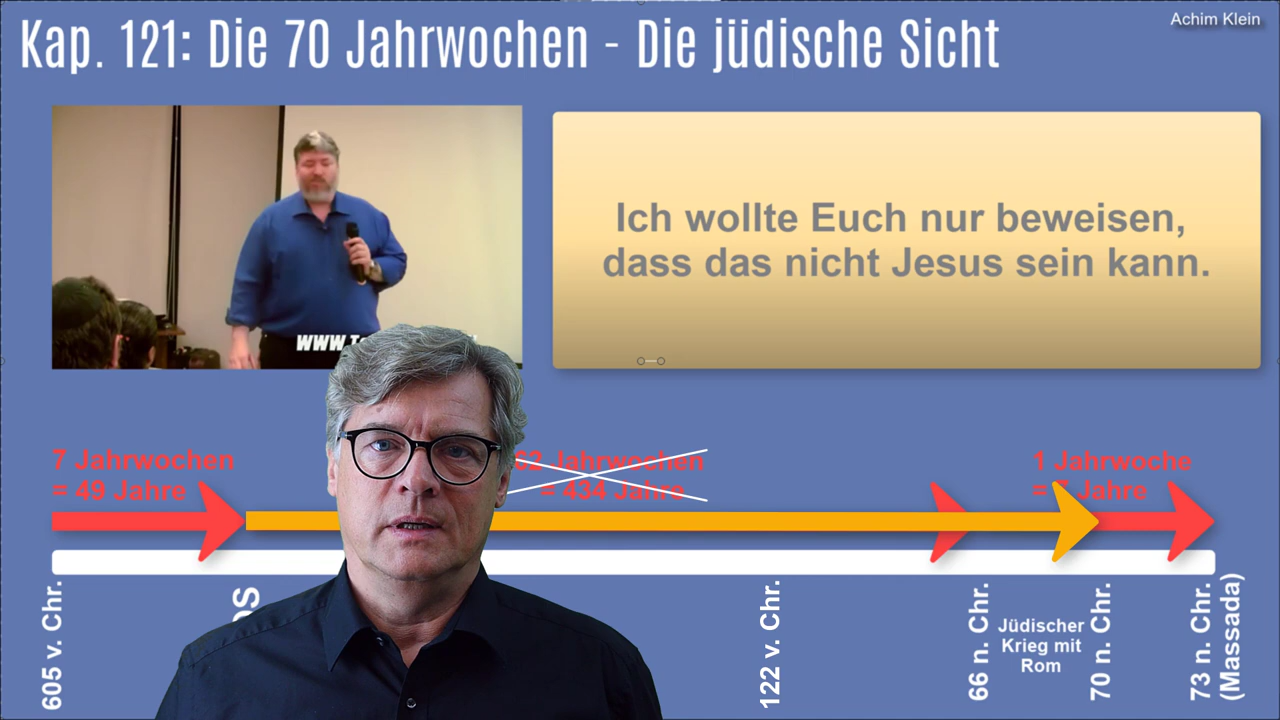 Achim Klein
Kap. 121: Die 70 Jahrwochen - Die jüdische Sicht
Ich wollte Euch nur beweisen,
dass das nicht Jesus sein kann.
7 Jahrwochen
= 49 Jahre
62 Jahrwochen
= 434 Jahre
1 Jahrwoche
= 7 Jahre
605 v. Chr.
122 v. Chr.
66 n. Chr.
Jüdischer
Krieg mit
Rom
70 n. Chr.
73 n. Chr.
(Massada)